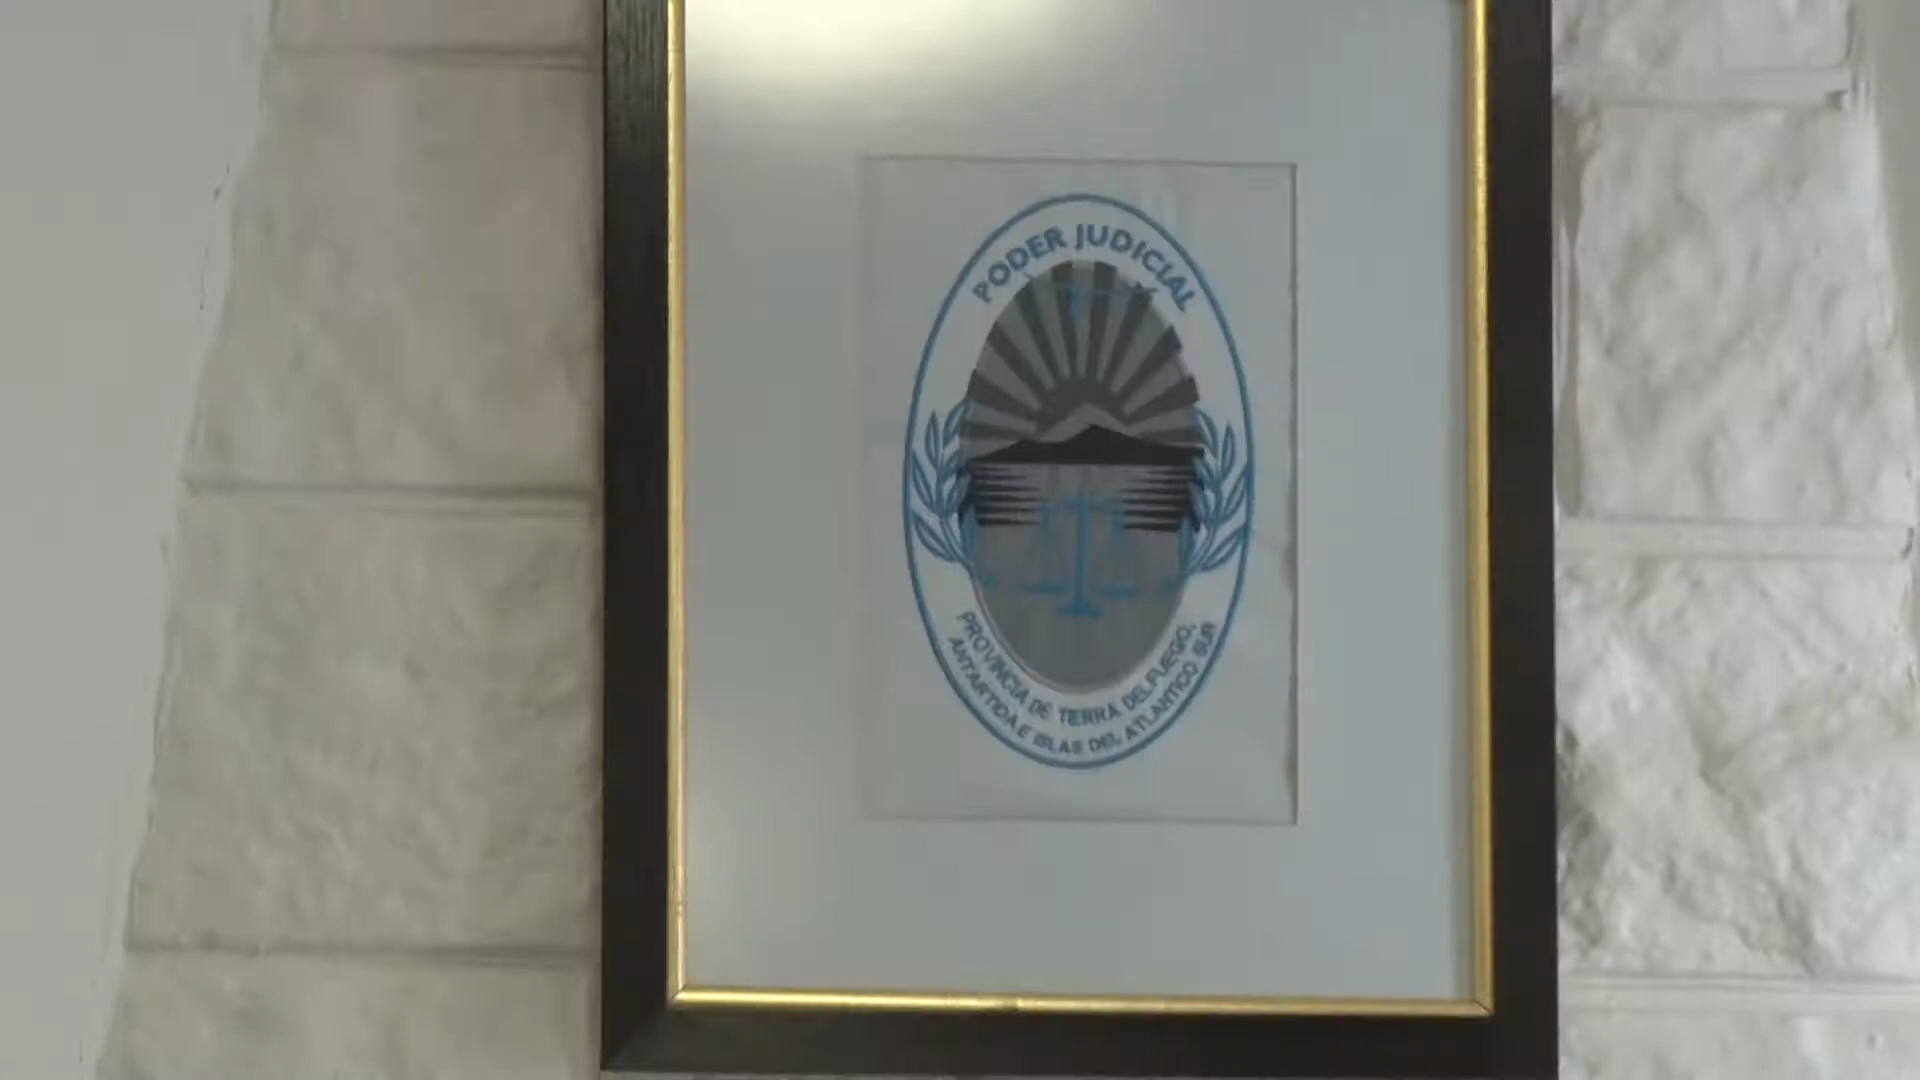 PODER JUDICIAL
PROVINCIA DE TIERRA DEL FUEGO,
ANTARTIDA E ISLAS DEL ATLANTICO SUR